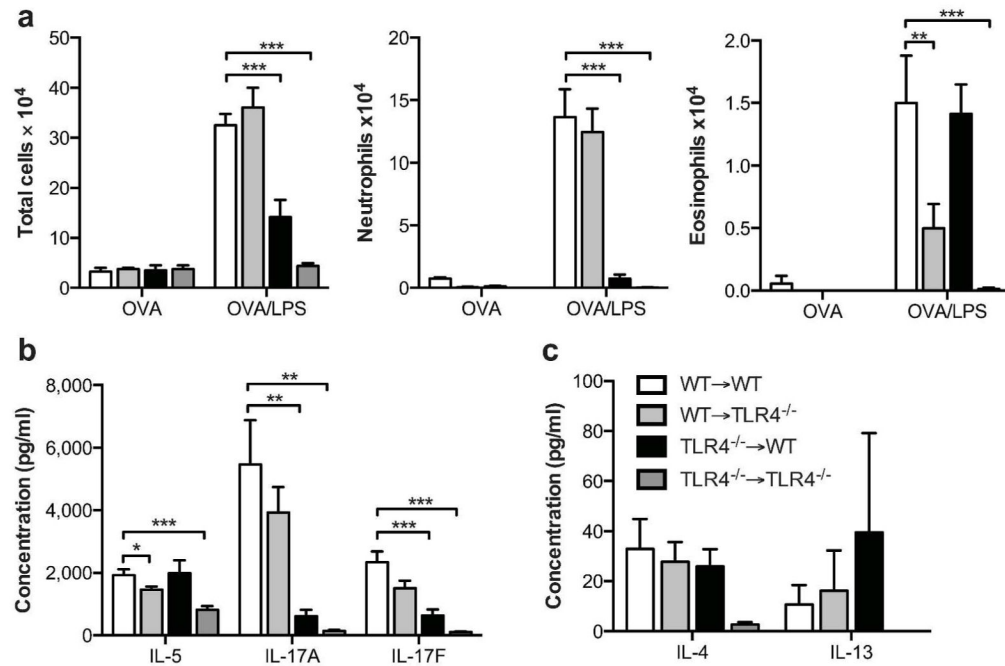 a
Total cells × 10⁴
50
40
30
20
10
0
OVA
OVA/LPS
***
***
Neutrophils x10⁴
20
15
10
5
0
OVA
OVA/LPS
***
***
Eosinophils x10⁴
2.0
1.5
1.0
0.5
0.0
OVA
OVA/LPS
***
**
b
Concentration (pg/ml)
8,000
6,000
4,000
2,000
0
***
*
**
**
***
***
IL-5
IL-17A
IL-17F
c
Concentration (pg/ml)
100
80
60
40
20
0
WT→WT
WT→TLR4⁻/⁻
TLR4⁻/⁻→WT
TLR4⁻/⁻→TLR4⁻/⁻
IL-4
IL-13